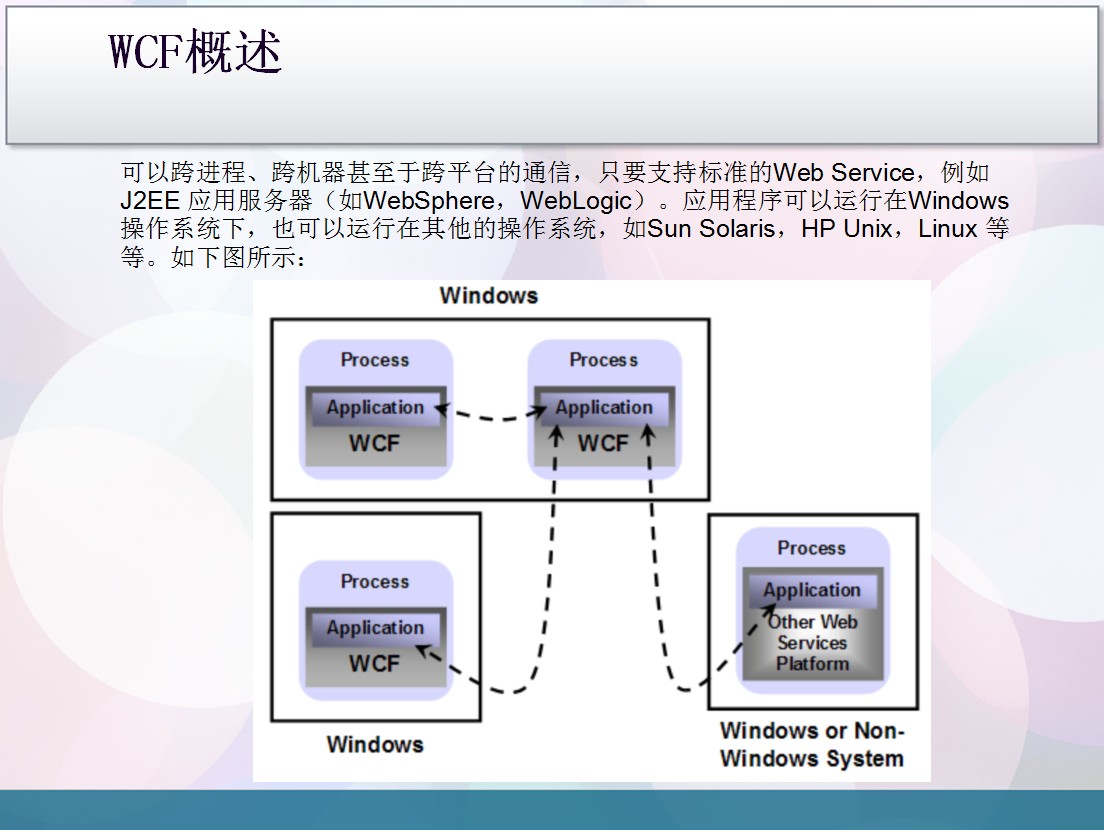 WCF概述
可以跨进程、跨机器甚至于跨平台的通信，只要支持标准的Web Service，例如
J2EE 应用服务器（如WebSphere，WebLogic）。应用程序可以运行在Windows
操作系统下，也可以运行在其他的操作系统，如Sun Solaris，HP Unix，Linux 等
等。如下图所示：
Windows
Process
Application
WCF
Process
Application
WCF
Process
Application
WCF
Windows
Process
Application
Other Web
Services
Platform
Windows or Non-
Windows System